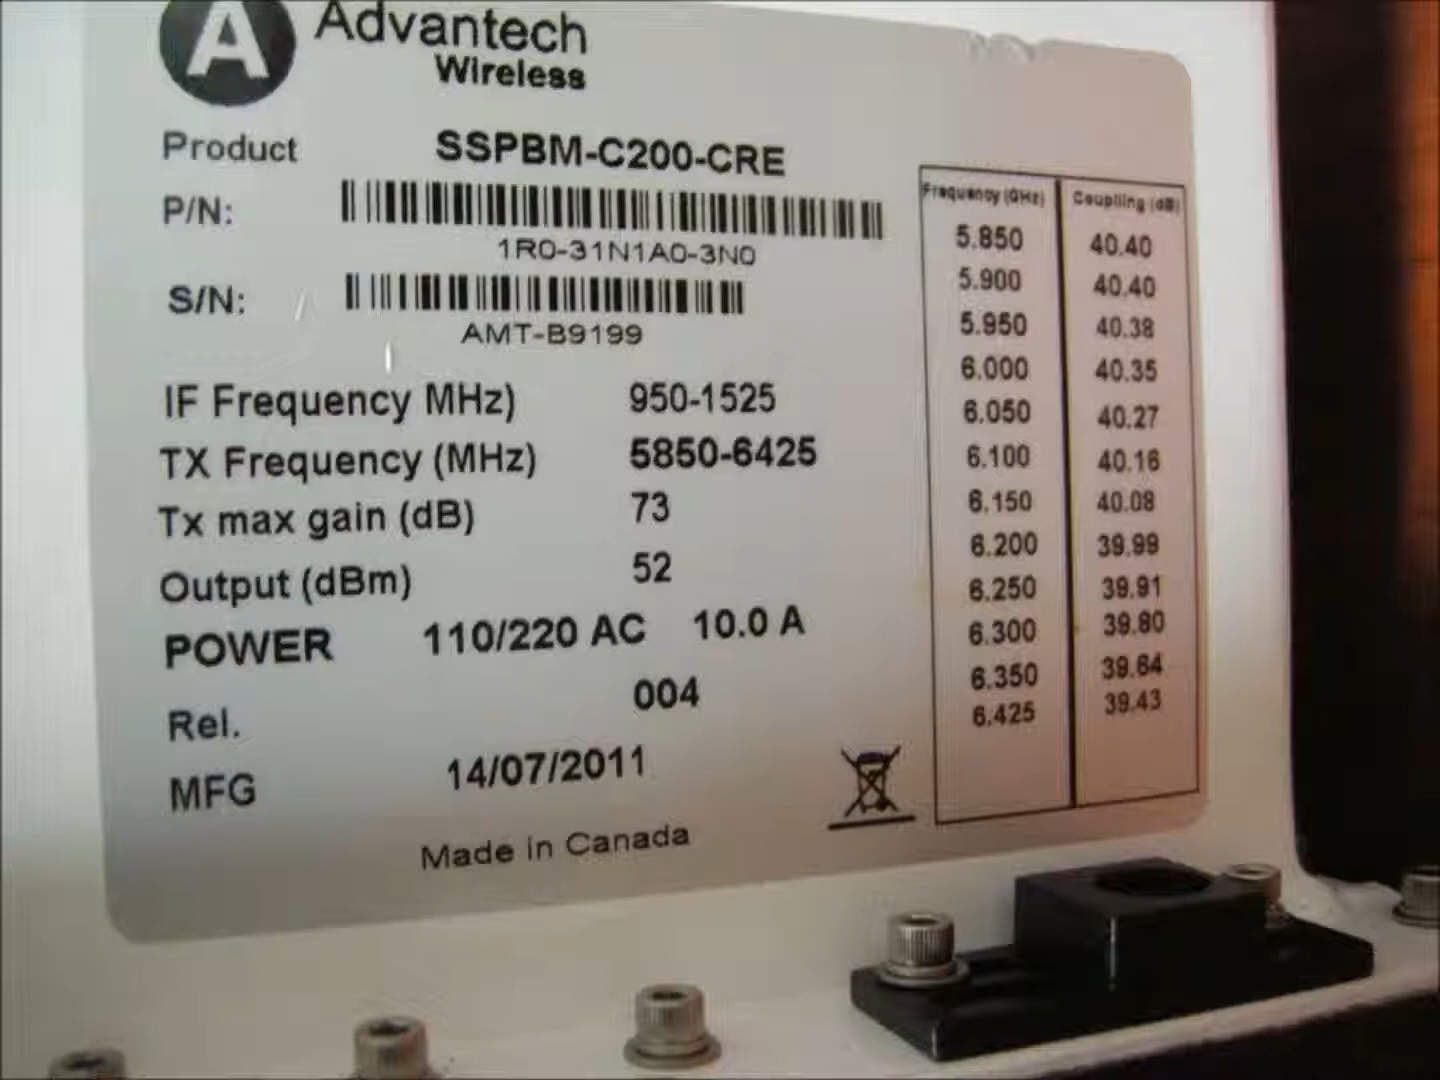 A Advantech
Wireless
Product SSPBM-C200-CRE
P/N:
1R0-31N1A0-3N0
S/N:
AMT-B9199
IF Frequency MHz) 950-1525
TX Frequency (MHz) 5850-6425
Tx max gain (dB) 73
Output (dBm) 52
POWER 110/220 AC 10.0 A
Rel. 004
MFG 14/07/2011
Made in Canada
Frequency (GHz) Coupling (dB)
5.850 40.40
5.900 40.40
5.950 40.38
6.000 40.35
6.050 40.27
6.100 40.16
6.150 40.08
6.200 39.99
6.250 39.91
6.300 39.80
6.350 39.64
6.425 39.43